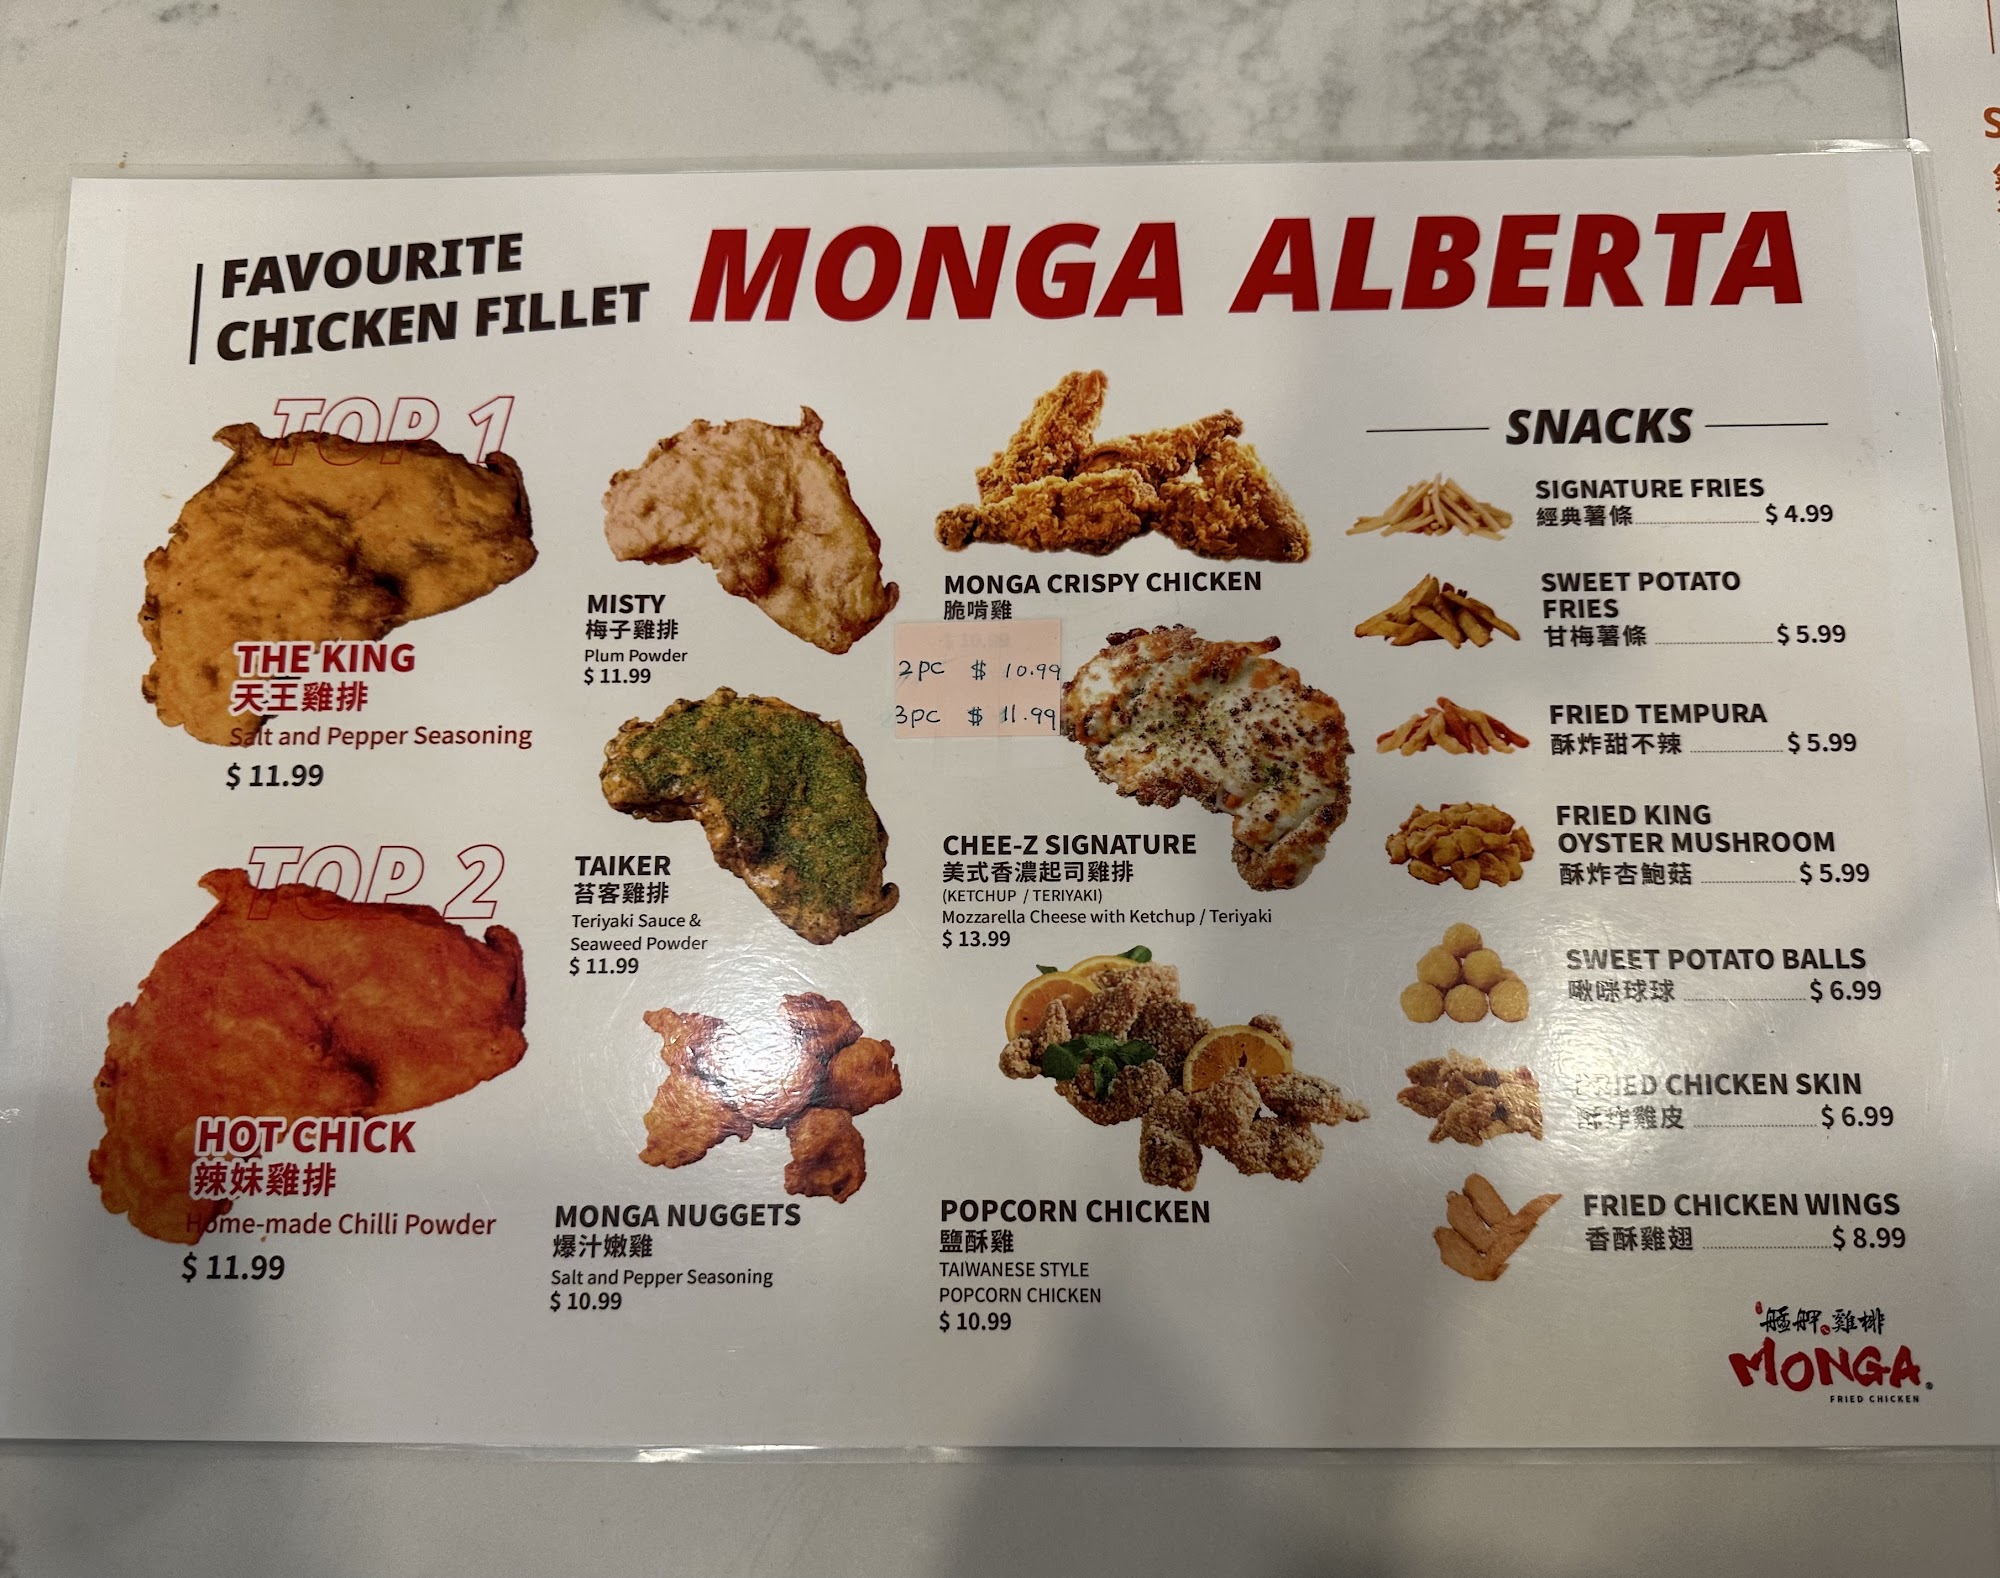 FAVOURITE
CHICKEN FILLET
MONGA ALBERTA
TOP 1
THE KING
天王雞排
Salt and Pepper Seasoning
$ 11.99
TOP 2
HOT CHICK
辣妹雞排
Home-made Chilli Powder
$ 11.99
MISTY
梅子雞排
Plum Powder
$ 11.99
TAIKER
苔客雞排
Teriyaki Sauce &
Seaweed Powder
$ 11.99
MONGA NUGGETS
爆汁嫩雞
Salt and Pepper Seasoning
$ 10.99
MONGA CRISPY CHICKEN
脆啃雞
$ 10.99
2pc $ 10.99
3pc $ 11.99
CHEE-Z SIGNATURE
美式香濃起司雞排
(KETCHUP / TERIYAKI)
Mozzarella Cheese with Ketchup / Teriyaki
$ 13.99
POPCORN CHICKEN
鹽酥雞
TAIWANESE STYLE
POPCORN CHICKEN
$ 10.99
SNACKS
SIGNATURE FRIES
經典薯條 $ 4.99
SWEET POTATO
FRIES
甘梅薯條 $ 5.99
FRIED TEMPURA
酥炸甜不辣 $ 5.99
FRIED KING
OYSTER MUSHROOM
酥炸杏鮑菇 $ 5.99
SWEET POTATO BALLS
啾咪球球 $ 6.99
FRIED CHICKEN SKIN
酥炸雞皮 $ 6.99
FRIED CHICKEN WINGS
香酥雞翅 $ 8.99
艋舺雞排
MONGA
FRIED CHICKEN